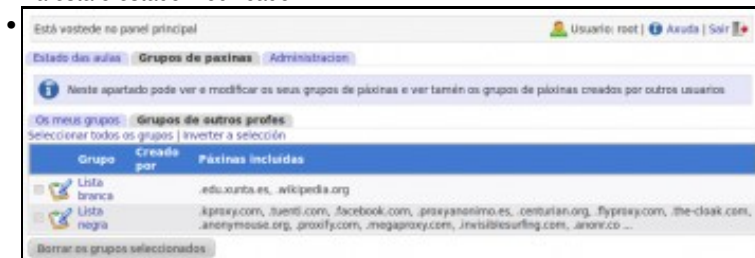 Está vostede no panel principal
Usuario: root | Axuda | Sair
Estado das aulas Grupos de paxinas Administracion
Neste apartado pode ver e modificar os seus grupos de páxinas e ver tamén os grupos de páxinas creados por outros usuarios
Os meus grupos Grupos de outros profes
Seleccionar todos os grupos | Inverter a selección
Grupo Creado por Páxinas incluídas
Lista branca .edu.xunta.es, .wikipedia.org
Lista negra .kproxy.com, .tuenti.com, .facebook.com, .proxyanonimo.es, .centurian.org, .flyproxy.com, .the-cloak.com,
.anonymouse.org, .proxify.com, .megaproxy.com, .invisiblesurfing.com, .anonr.co ...
Borrar os grupos seleccionados